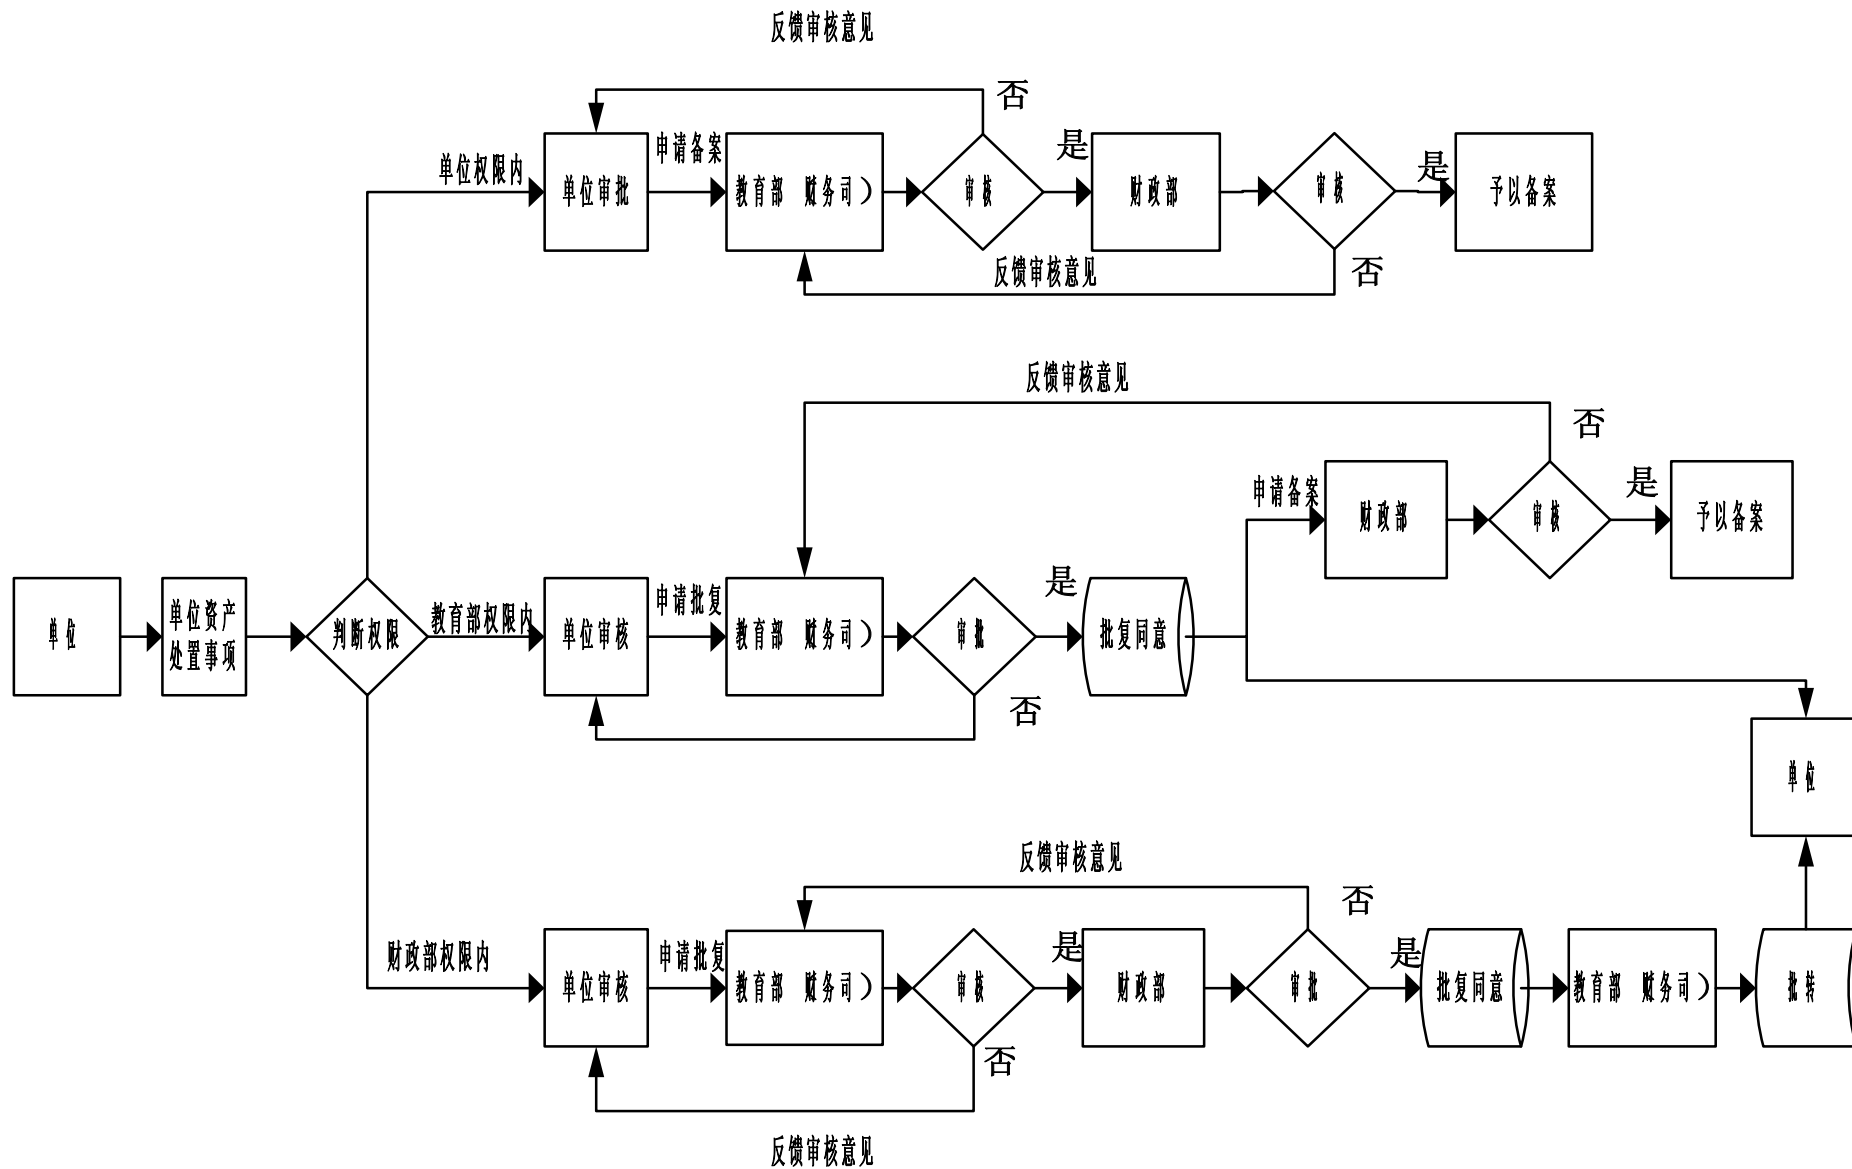 反馈审核意见
否
单位权限内
单位审批
申请备案
教育部 财务司）
审核
是
财政部
审核
是
予以备案
反馈审核意见
否
反馈审核意见
否
申请备案
财政部
审核
是
予以备案
单位
单位资产
处置事项
判断权限
教育部权限内
单位审核
申请批复
教育部 财务司）
审批
是
批复同意
否
单位
反馈审核意见
否
财政部权限内
单位审核
申请批复
教育部 财务司）
审核
是
财政部
审批
是
批复同意
教育部 财务司）
批转
否
反馈审核意见